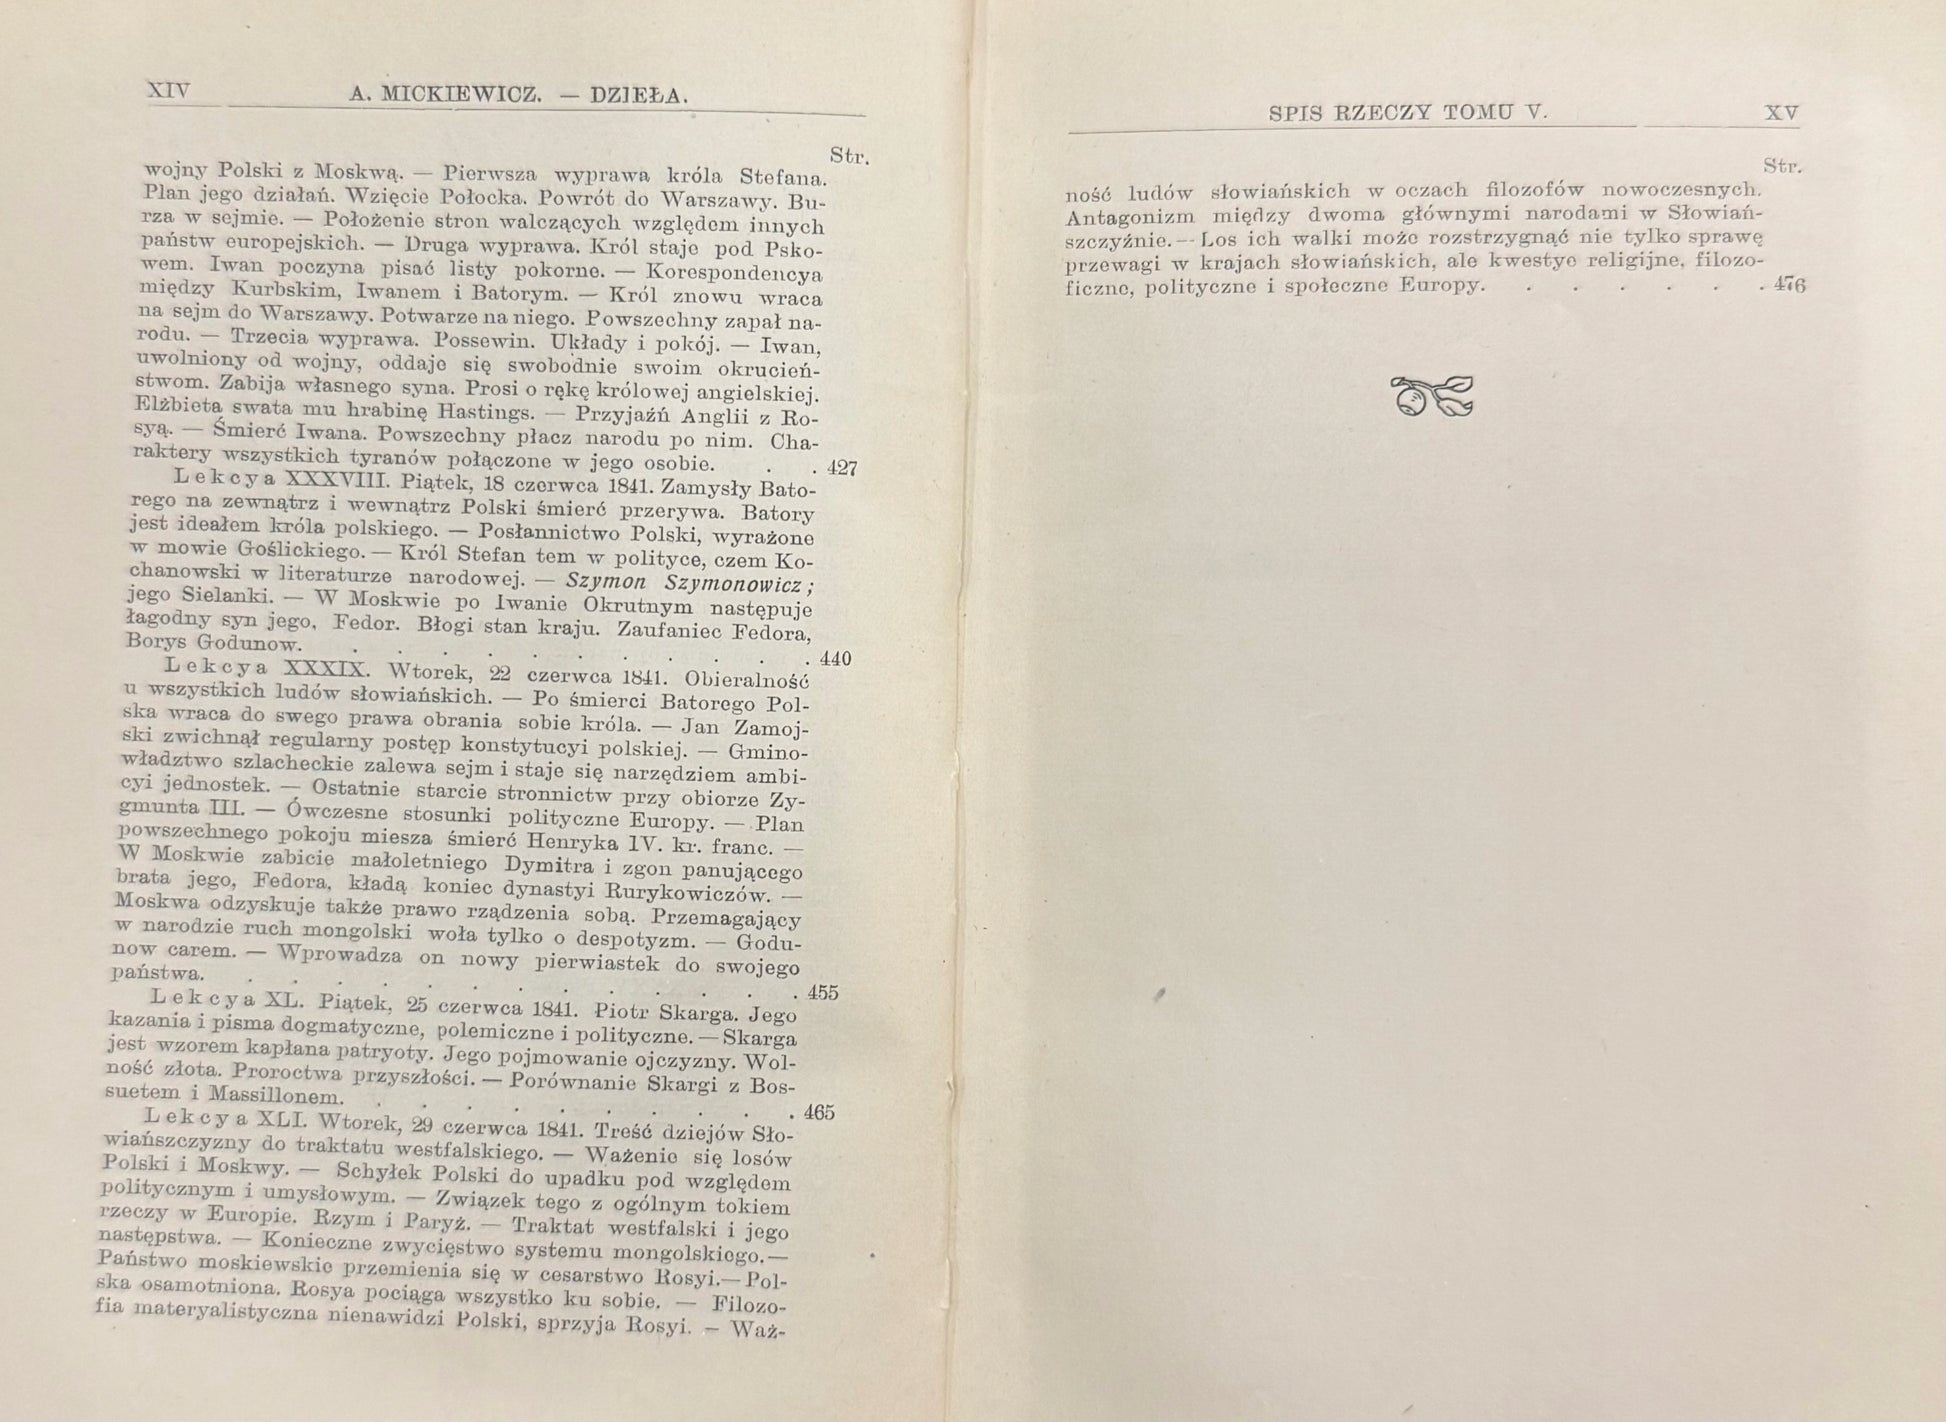 XIV A. MICKIEWICZ. — DZIEŁA.
Str.
wojny Polski z Moskwą. — Pierwsza wyprawa króla Stefana.
Plan jego działań. Wzięcie Połocka. Powrót do Warszawy. Bu-
rza w sejmie. — Położenie stron walczących względem innych
państw europejskich. — Druga wyprawa. Król staje pod Psko-
wem. Iwan poczyna pisać listy pokorne. — Korespondencya
między Kurbskim, Iwanem i Batorym. — Król znowu wraca
na sejm do Warszawy. Potwarze na niego. Powszechny zapał na-
rodu. — Trzecia wyprawa. Possewin. Układy i pokój. — Iwan,
uwolniony od wojny, oddaje się swobodnie swoim okrucień-
stwom. Zabija własnego syna. Prosi o rękę królowej angielskiej.
Elżbieta swata mu hrabinę Hastings. — Przyjaźń Anglii z Ro-
syą. — Śmierć Iwana. Powszechny płacz narodu po nim. Cha-
raktery wszystkich tyranów połączone w jego osobie. . . 427
Lekcya XXXVIII. Piątek, 18 czerwca 1841. Zamysły Bato-
rego na zewnątrz i wewnątrz Polski śmierć przerywa. Batory
jest ideałem króla polskiego. — Posłannictwo Polski, wyrażone
w mowie Goślickiego. — Król Stefan tem w polityce, czem Ko-
chanowski w literaturze narodowej. — Szymon Szymonowicz;
jego Sielanki. — W Moskwie po Iwanie Okrutnym następuje
łagodny syn jego, Fedor. Błogi stan kraju. Zaufaniec Fedora,
Borys Godunow. . . . . . . . . . . . 440
Lekcya XXXIX. Wtorek, 22 czerwca 1841. Obieralność
u wszystkich ludów słowiańskich. — Po śmierci Batorego Pol-
ska wraca do swego prawa obrania sobie króla. — Jan Zamoj-
ski zwichnął regularny postęp konstytucyi polskiej. — Gmino-
władztwo szlacheckie zalewa sejm i staje się narzędziem ambi-
cyi jednostek. — Ostatnie starcie stronnictw przy obiorze Zy-
gmunta III. — Ówczesne stosunki polityczne Europy. — Plan
powszechnego pokoju miesza śmierć Henryka IV. kr. franc. —
W Moskwie zabicie małoletniego Dymitra i zgon panującego
brata jego, Fedora, kładą koniec dynastyi Rurykowiczów. —
Moskwa odzyskuje także prawo rządzenia sobą. Przemagający
w narodzie ruch mongolski woła tylko o despotyzm. — Godu-
now carem. — Wprowadza on nowy pierwiastek do swojego
państwa. . . . . . . . . . . . . . 455
Lekcya XL. Piątek, 25 czerwca 1841. Piotr Skarga. Jego
kazania i pisma dogmatyczne, polemiczne i polityczne. — Skarga
jest wzorem kapłana patryoty. Jego pojmowanie ojczyzny. Wol-
ność złota. Proroctwa przyszłości. — Porównanie Skargi z Bos-
suetem i Massillonem. . . . . . . . . . . 465
Lekcya XLI. Wtorek, 29 czerwca 1841. Treść dziejów Sło-
wiańszczyzny do traktatu westfalskiego. — Ważenie się losów
Polski i Moskwy. — Schyłek Polski do upadku pod względem
politycznym i umysłowym. — Związek tego z ogólnym tokiem
rzeczy w Europie. Rzym i Paryż. — Traktat westfalski i jego
następstwa. — Konieczne zwycięstwo systemu mongolskiego. —
Państwo moskiewskie przemienia się w cesarstwo Rosyi. — Pol-
ska osamotniona. Rosya pociąga wszystko ku sobie. — Filozo-
fia materyalistyczna nienawidzi Polski, sprzyja Rosyi. — Waż-
SPIS RZECZY TOMU V. XV
Str.
ność ludów słowiańskich w oczach filozofów nowoczesnych.
Antagonizm między dwoma głównymi narodami w Słowiań-
szczyźnie. — Los ich walki może rozstrzygnąć nie tylko sprawę
przewagi w krajach słowiańskich, ale kwestye religijne, filozo-
ficzne, polityczne i społeczne Europy. . . . . . . 476